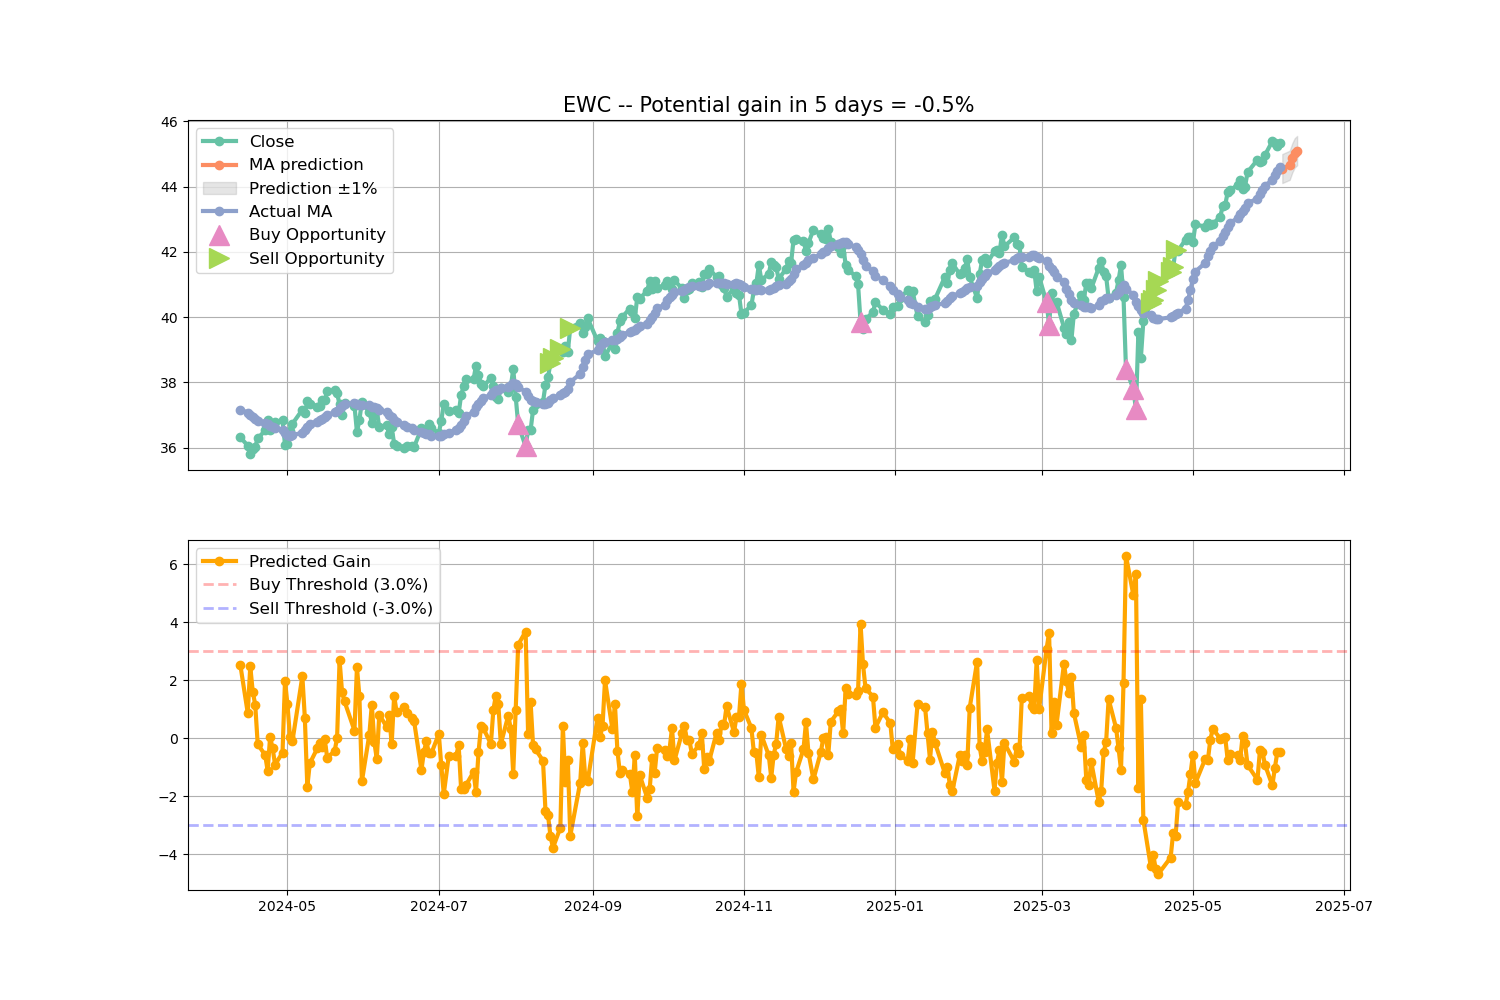 EWC -- Potential gain in 5 days = -0.5%
46
44
42
40
38
36
Close
MA prediction
Prediction ±1%
Actual MA
Buy Opportunity
Sell Opportunity
6
4
2
0
−2
−4
Predicted Gain
Buy Threshold (3.0%)
Sell Threshold (-3.0%)
2024-05 2024-07 2024-09 2024-11 2025-01 2025-03 2025-05 2025-07